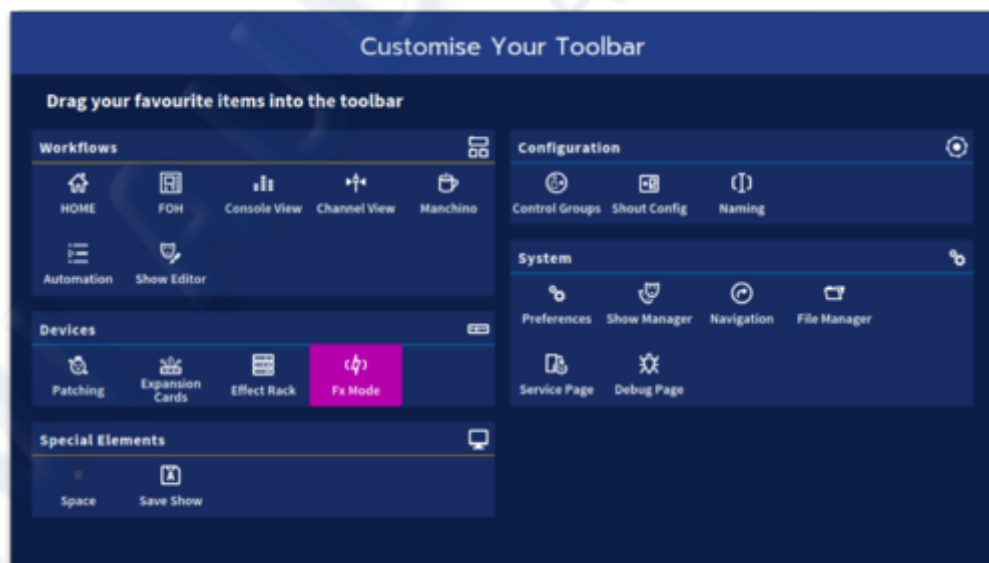 Customise Your Toolbar
Drag your favourite items into the toolbar
Workflows
HOME FOH Console View Channel View Manchino
Automation Show Editor
Devices
Patching Expansion Cards Effect Rack Fx Mode
Special Elements
Space Save Show
Configuration
Control Groups Shout Config Naming
System
Preferences Show Manager Navigation File Manager
Service Page Debug Page